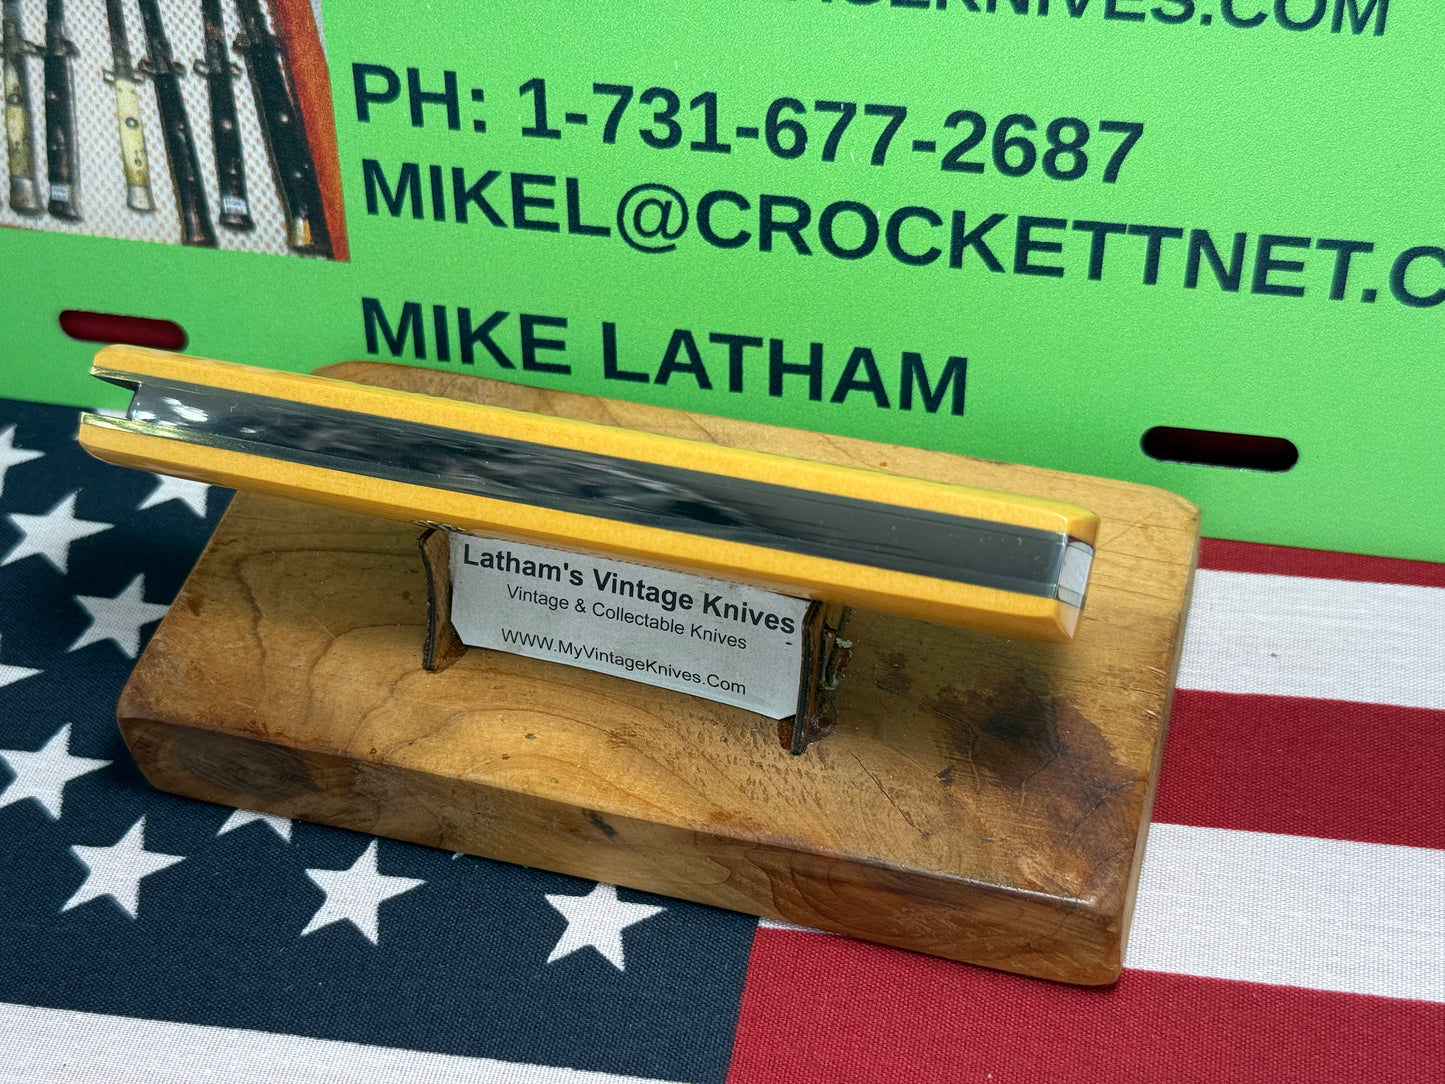 PH: 1-731-677-2687
MIKEL@CROCKETTNET.C
MIKE LATHAM
Latham's Vintage Knives
Vintage & Collectable Knives
WWW.MyVintageKnives.Com